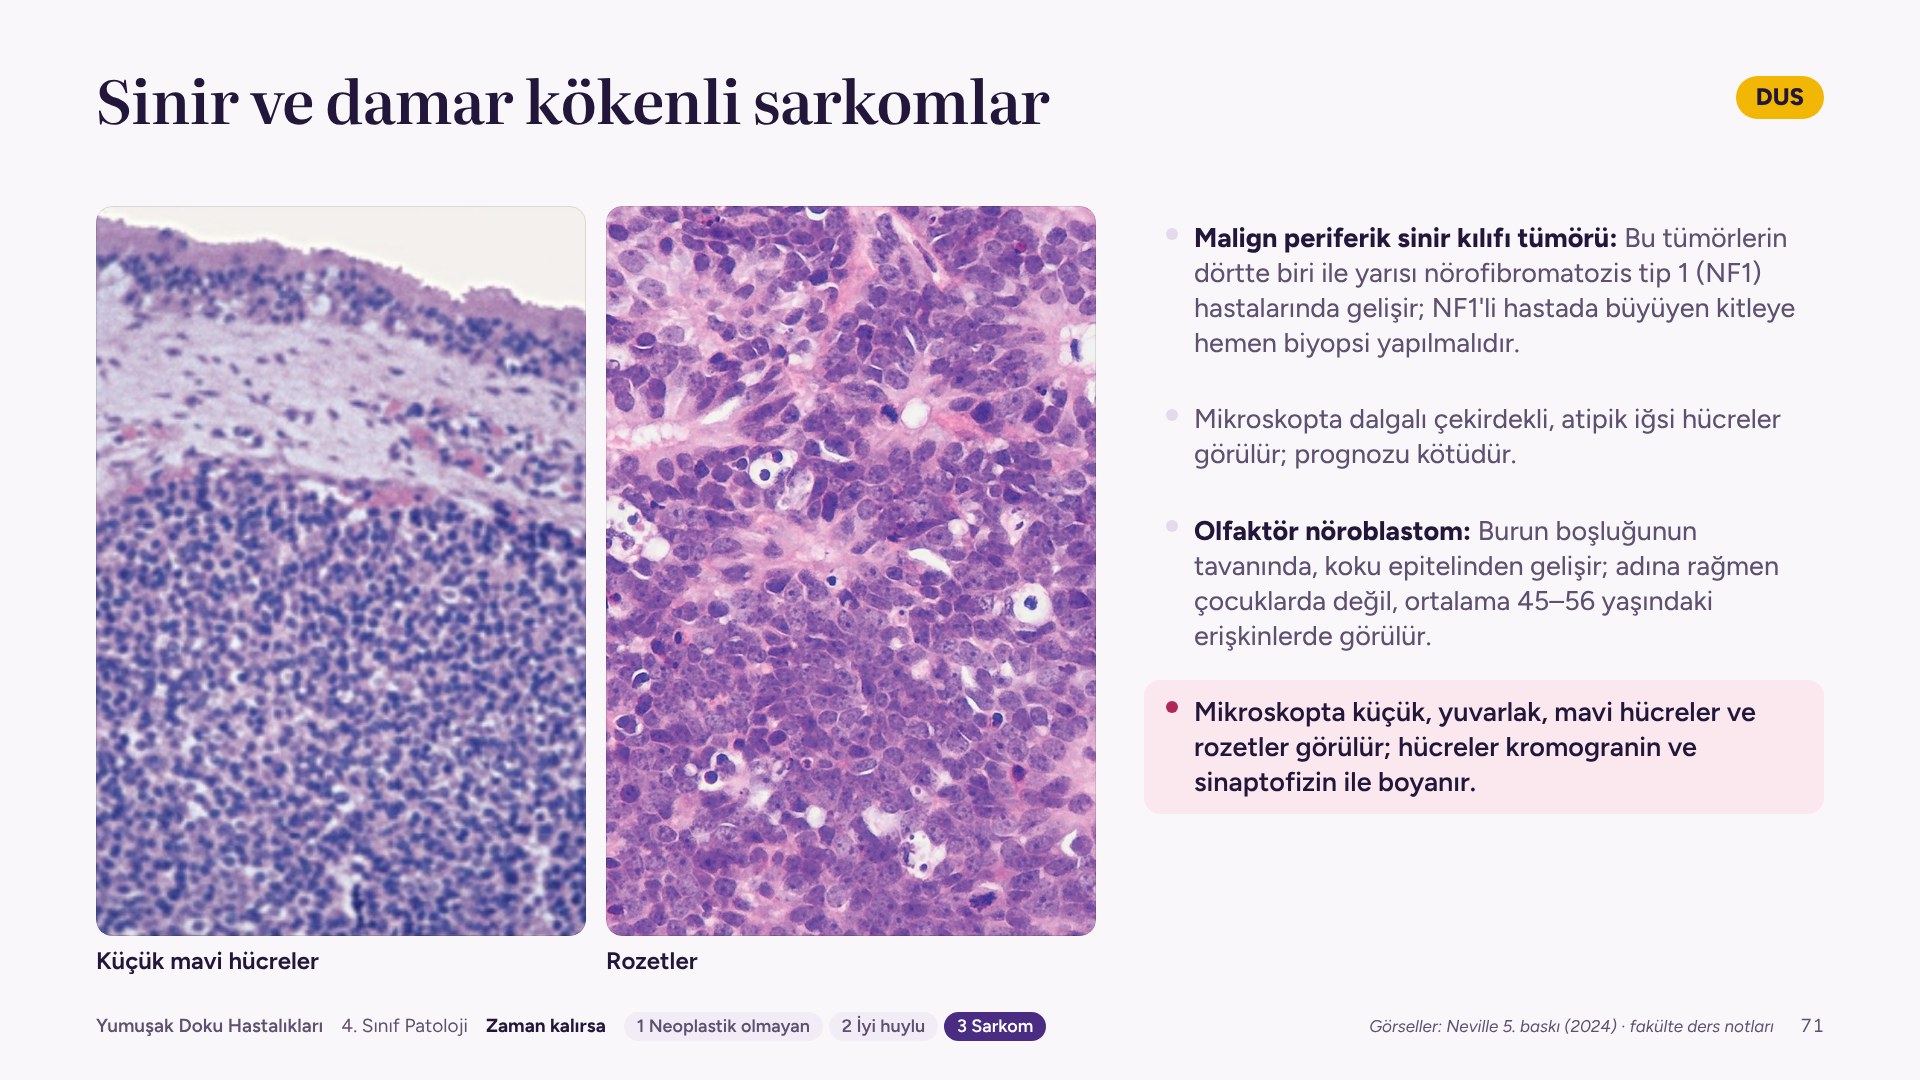 Sinir ve damar kökenli sarkomlar
DUS
Malign periferik sinir kılıfı tümörü: Bu tümörlerin
dörtte biri ile yarısı nörofibromatozis tip 1 (NF1)
hastalarında gelişir; NF1'li hastada büyüyen kitleye
hemen biyopsi yapılmalıdır.
Mikroskopta dalgalı çekirdekli, atipik iğsi hücreler
görülür; prognozu kötüdür.
Olfaktör nöroblastom: Burun boşluğunun
tavanında, koku epitelinden gelişir; adına rağmen
çocuklarda değil, ortalama 45–56 yaşındaki
erişkinlerde görülür.
Mikroskopta küçük, yuvarlak, mavi hücreler ve
rozetler görülür; hücreler kromogranin ve
sinaptofizin ile boyanır.
Küçük mavi hücreler
Rozetler
Yumuşak Doku Hastalıkları 4. Sınıf Patoloji Zaman kalırsa 1 Neoplastik olmayan 2 İyi huylu 3 Sarkom
Görseller: Neville 5. baskı (2024) · fakülte ders notları 71